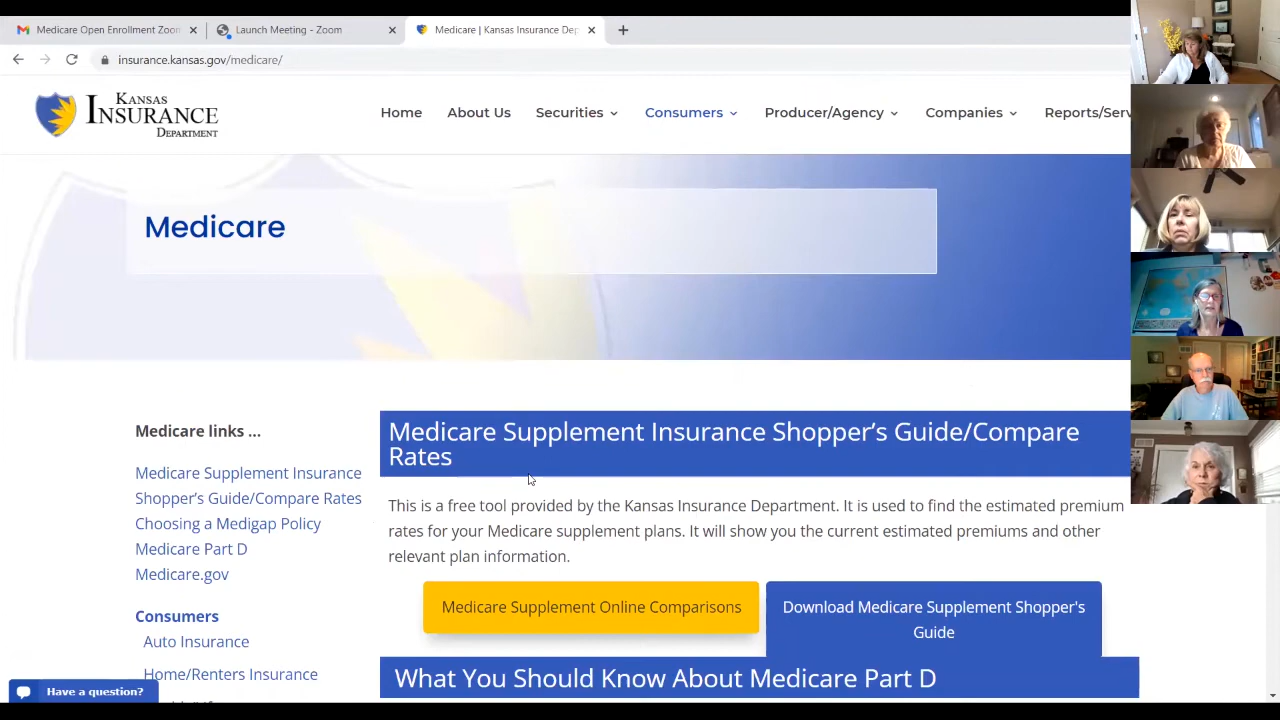 Medicare Open Enrollment Zoom
Launch Meeting - Zoom
Medicare | Kansas Insurance Dep
insurance.kansas.gov/medicare/
KANSAS
INSURANCE
DEPARTMENT
Home
About Us
Securities
Consumers
Producer/Agency
Companies
Reports/Serv
Medicare
Medicare links ...
Medicare Supplement Insurance
Shopper's Guide/Compare Rates
Choosing a Medigap Policy
Medicare Part D
Medicare.gov
Consumers
Auto Insurance
Home/Renters Insurance
Have a question?
Medicare Supplement Insurance Shopper's Guide/Compare
Rates
This is a free tool provided by the Kansas Insurance Department. It is used to find the estimated premium
rates for your Medicare supplement plans. It will show you the current estimated premiums and other
relevant plan information.
Medicare Supplement Online Comparisons
Download Medicare Supplement Shopper's
Guide
What You Should Know About Medicare Part D